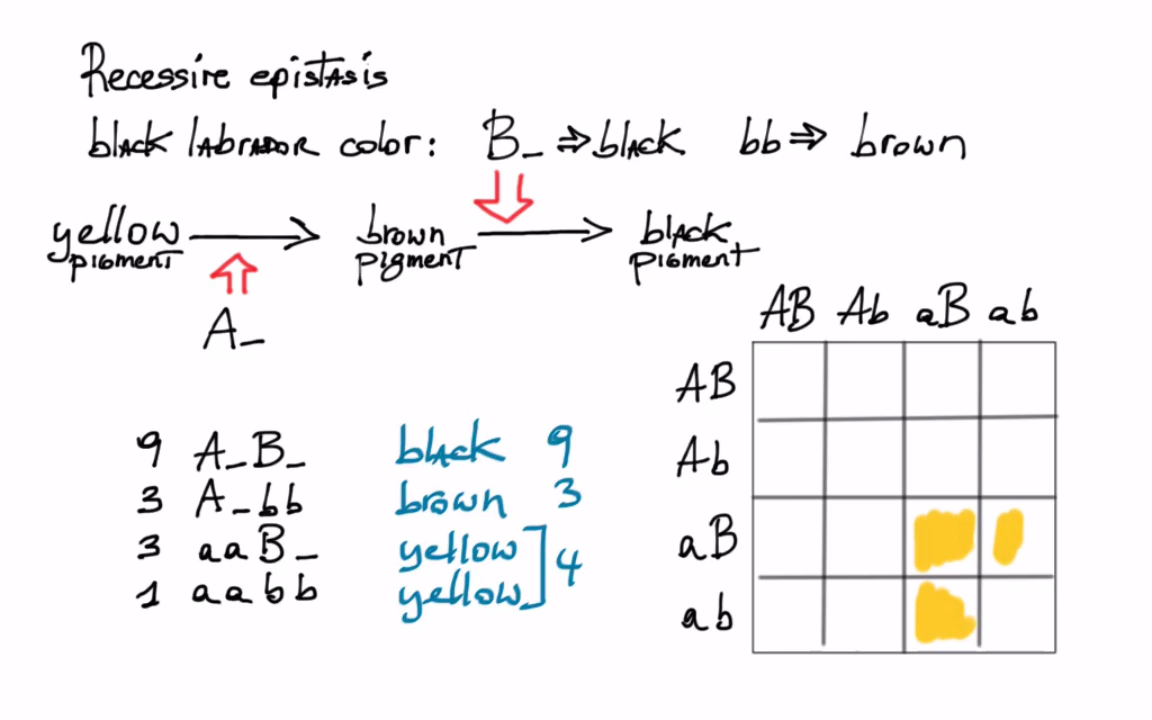 Recessive epistasis
black labrador color: B_ ⇒ black bb ⇒ brown
yellow pigment → brown pigment → black pigment
A_
AB Ab aB ab
AB
Ab
aB
ab
9 A_B_ black 9
3 A_bb brown 3
3 aaB_ yellow
1 aabb yellow ] 4